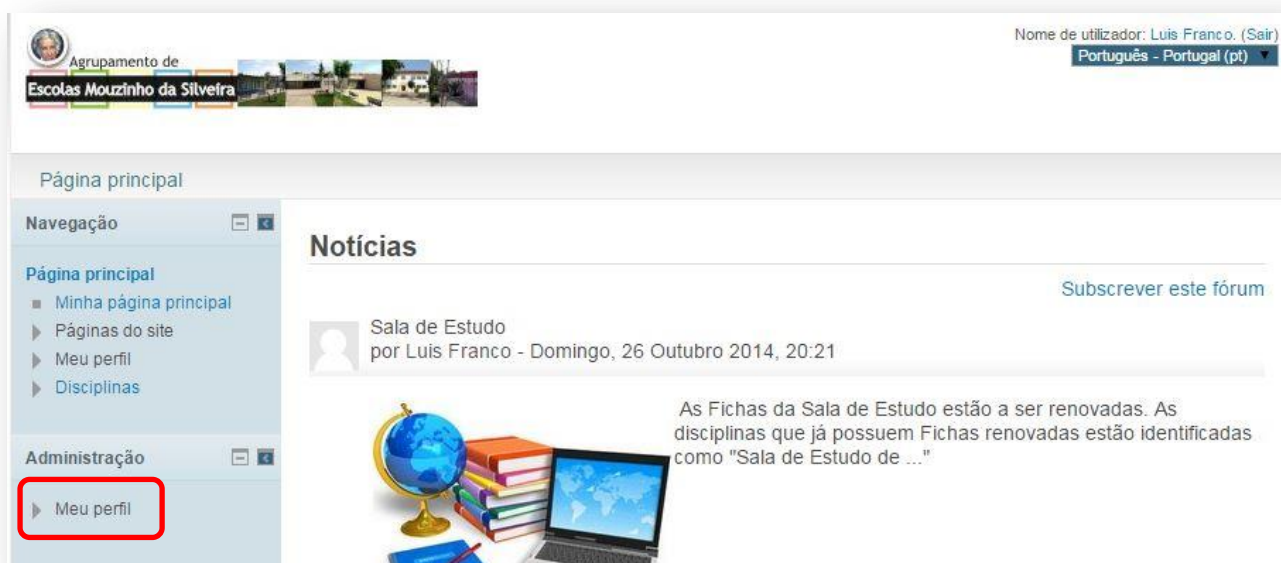 Agrupamento de
Escolas Mouzinho da Silveira
Nome de utilizador: Luis Franco. (Sair)
Português - Portugal (pt)
Página principal
Navegação
Página principal
Minha página principal
Páginas do site
Meu perfil
Disciplinas
Administração
Meu perfil
Notícias
Subscrever este fórum
Sala de Estudo
por Luis Franco - Domingo, 26 Outubro 2014, 20:21
As Fichas da Sala de Estudo estão a ser renovadas. As
disciplinas que já possuem Fichas renovadas estão identificadas
como "Sala de Estudo de ..."